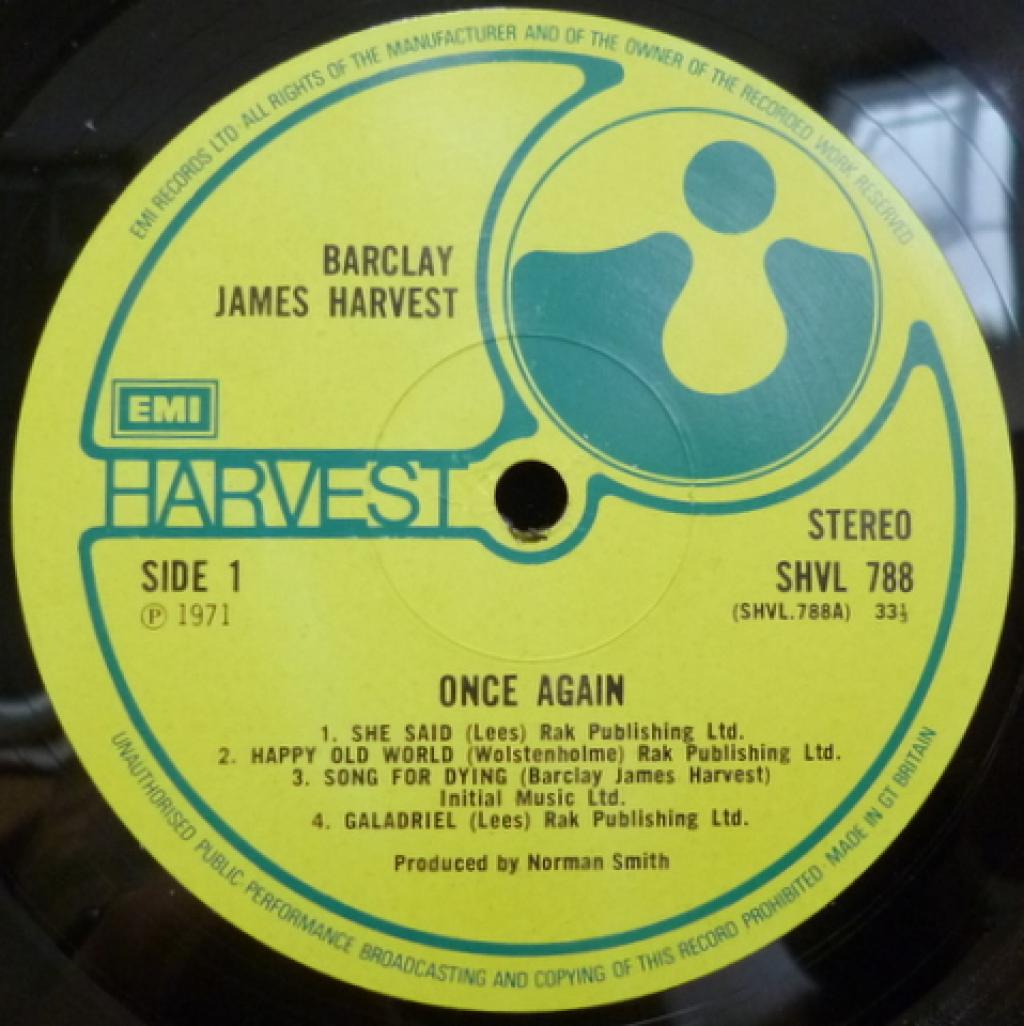 EMI RECORDS LTD · ALL RIGHTS OF THE MANUFACTURER AND OF THE OWNER OF THE RECORDED WORK RESERVED
BARCLAY
JAMES HARVEST
EMI
HARVEST
STEREO
SIDE 1
SHVL 788
℗ 1971
(SHVL.788A) 33⅓
ONCE AGAIN
1. SHE SAID (Lees) Rak Publishing Ltd.
2. HAPPY OLD WORLD (Wolstenholme) Rak Publishing Ltd.
3. SONG FOR DYING (Barclay James Harvest)
Initial Music Ltd.
4. GALADRIEL (Lees) Rak Publishing Ltd.
Produced by Norman Smith
UNAUTHORISED PUBLIC PERFORMANCE BROADCASTING AND COPYING OF THIS RECORD PROHIBITED · MADE IN GT BRITAIN